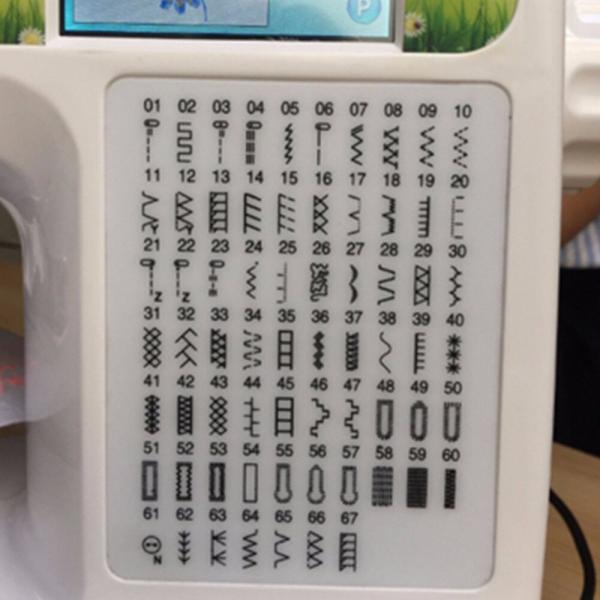 P
01 02 03 04 05 06 07 08 09 10
11 12 13 14 15 16 17 18 19 20
21 22 23 24 25 26 27 28 29 30
Z Z
31 32 33 34 35 36 37 38 39 40
41 42 43 44 45 46 47 48 49 50
51 52 53 54 55 56 57 58 59 60
61 62 63 64 65 66 67
N